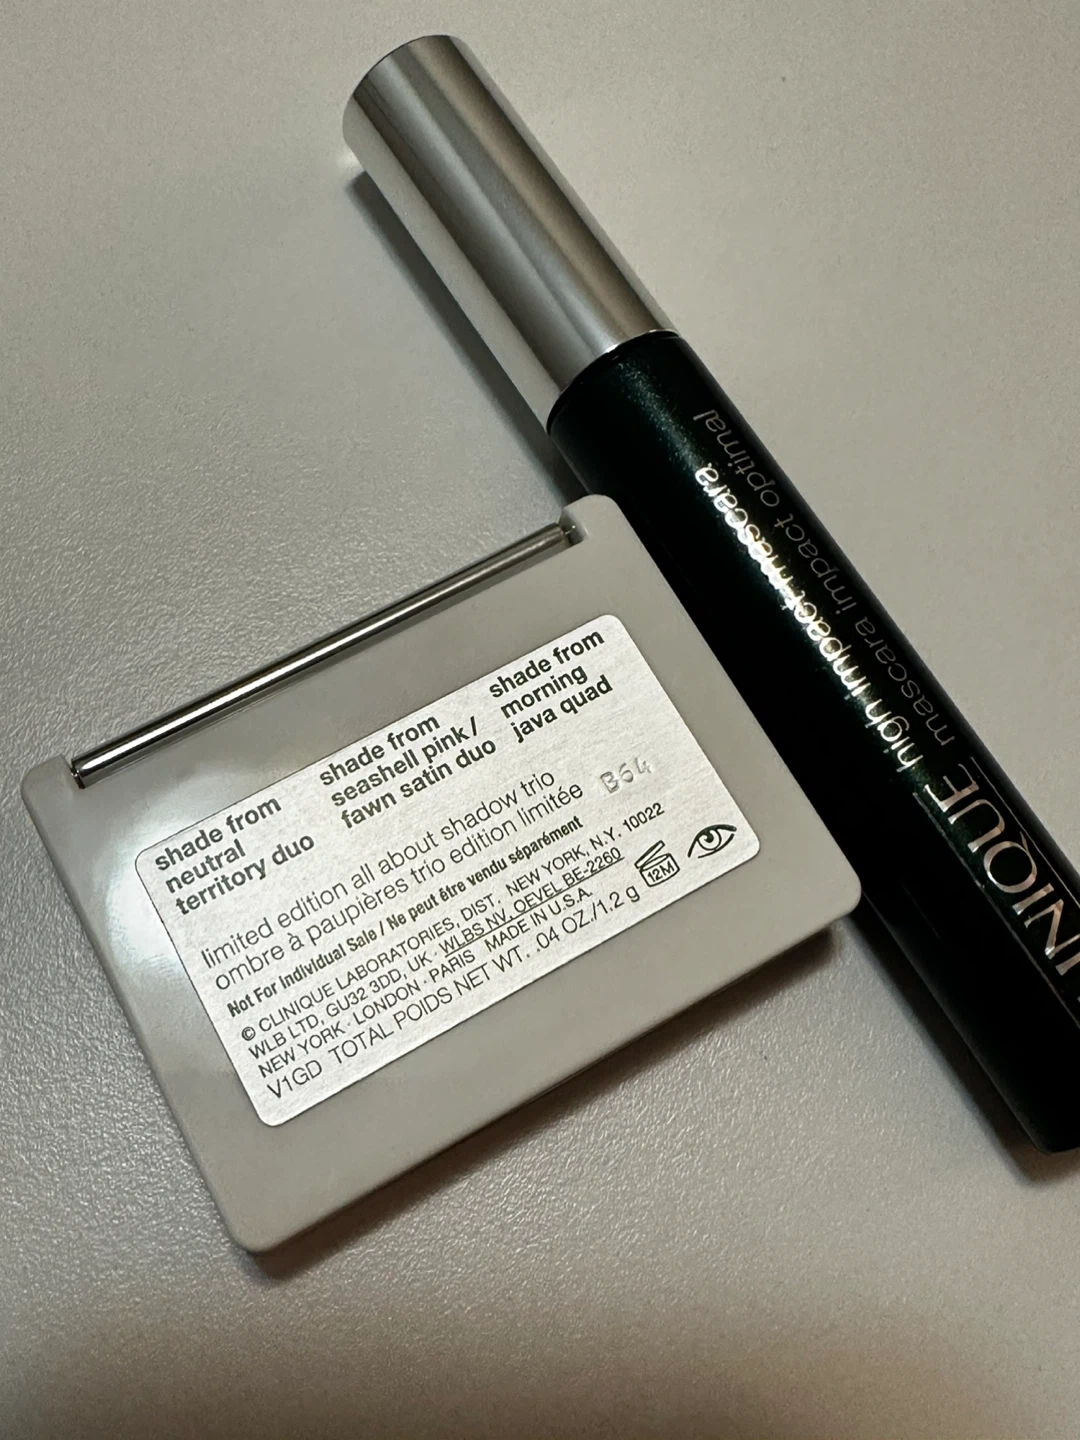 shade from
neutral
territory duo
shade from
seashell pink/
fawn satin duo
shade from
morning
java quad
limited edition all about shadow trio
ombre à paupières trio edition limitée
B64
Not For Individual Sale / Ne peut être vendu séparément
© CLINIQUE LABORATORIES, DIST, NEW YORK, N.Y. 10022
WLB LTD, GU32 3DD, UK · WLBS NV, OEVEL BE-2260
NEW YORK · LONDON · PARIS MADE IN U.S.A.
V1GD TOTAL POIDS NET WT. .04 OZ./1.2 g
12M
INIQUE
high impact mascara
mascara impact optimal